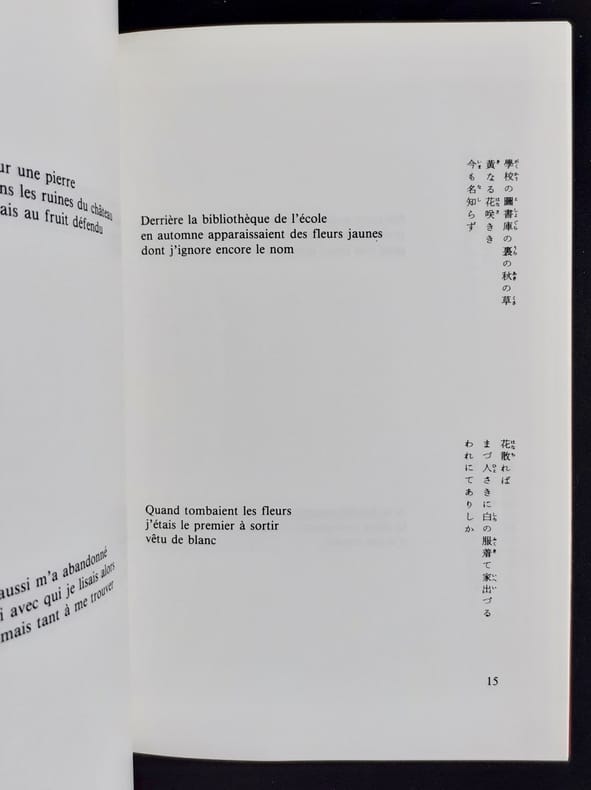 ur une pierre
ns les ruines du château
ais au fruit défendu
aussi m'a abandonné
i avec qui je lisais alors
mais tant à me trouver
Derrière la bibliothèque de l'école
en automne apparaissaient des fleurs jaunes
dont j'ignore encore le nom
學校の圖書庫の裏の秋の草
黃なる花咲きき
今も名知らず
Quand tombaient les fleurs
j'étais le premier à sortir
vêtu de blanc
花散れば
まづ人さきに白の服着て家出づる
われにてありしか
15